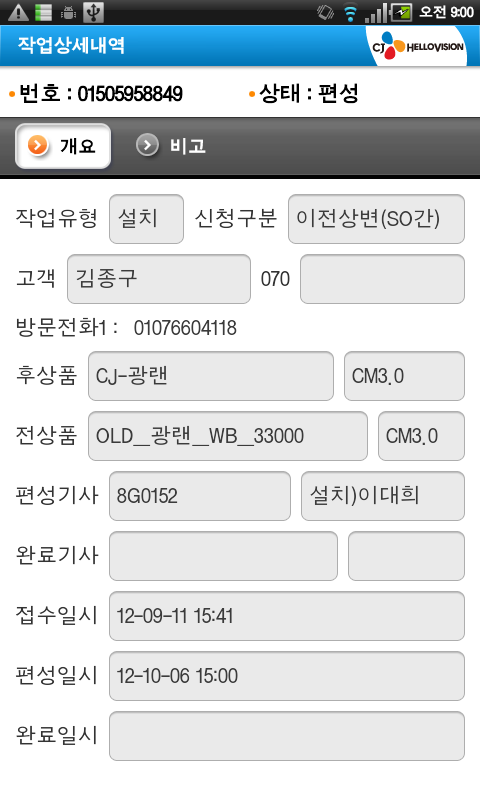 오전 9:00
작업상세내역
CJ HELLOVISION
번호 : 01505958849 상태 : 편성
개요 비고
작업유형 설치 신청구분 이전상변(SO간)
고객 김종구 070
방문전화1 : 01076604118
후상품 CJ-광랜 CM3.0
전상품 OLD__광랜__WB__33000 CM3.0
편성기사 8G0152 설치)이대희
완료기사
접수일시 12-09-11 15:41
편성일시 12-10-06 15:00
완료일시